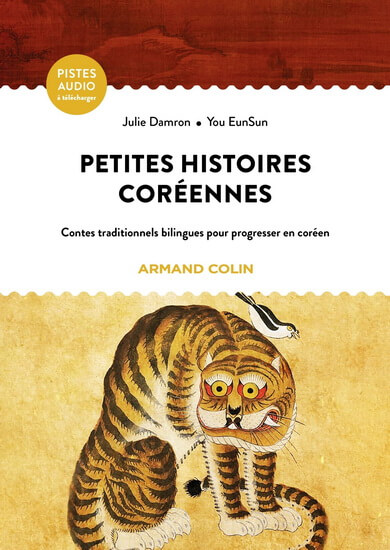 PISTES
AUDIO
à télécharger
Julie Damron • You EunSun
PETITES HISTOIRES
CORÉENNES
Contes traditionnels bilingues pour progresser en coréen
ARMAND COLIN